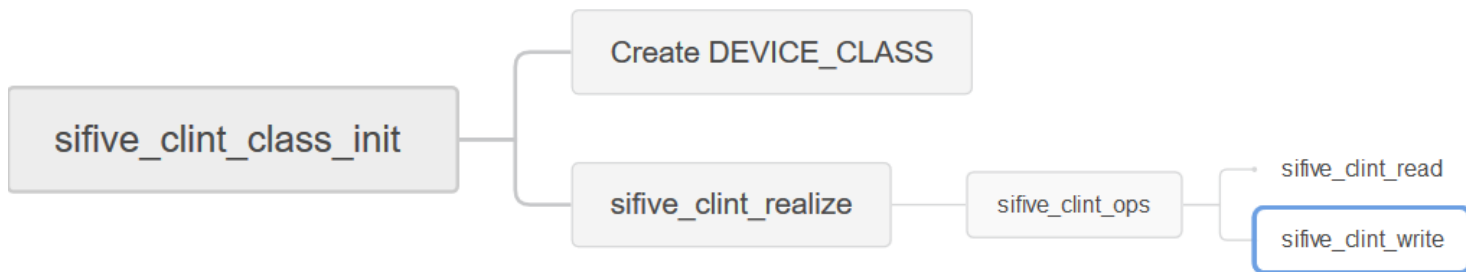 sifive_clint_class_init
Create DEVICE_CLASS
sifive_clint_realize
sifive_clint_ops
sifive_clint_read
sifive_clint_write